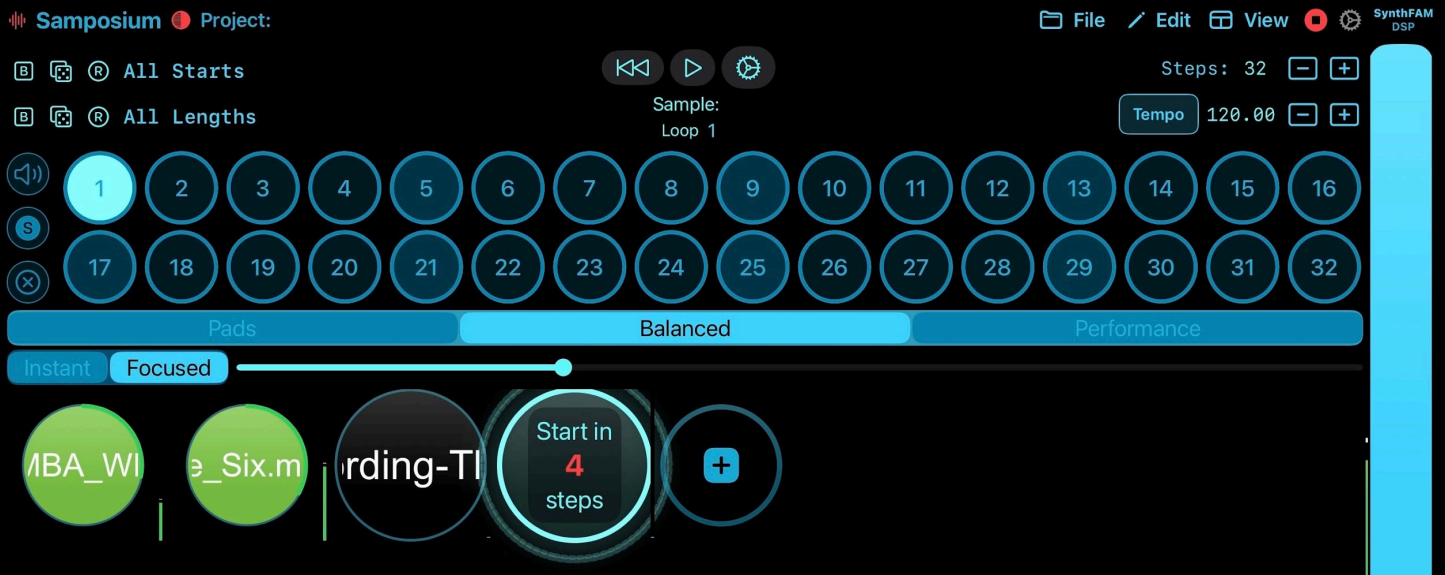 Samposium Project:
File Edit View SynthFAM
DSP
B R All Starts
Steps: 32
B R All Lengths
Sample:
Loop 1
Tempo 120.00
1 2 3 4 5 6 7 8 9 10 11 12 13 14 15 16
S
17 18 19 20 21 22 23 24 25 26 27 28 29 30 31 32
Pads Balanced Performance
Instant Focused
e_Six.m
rding-T
Start in
4
steps